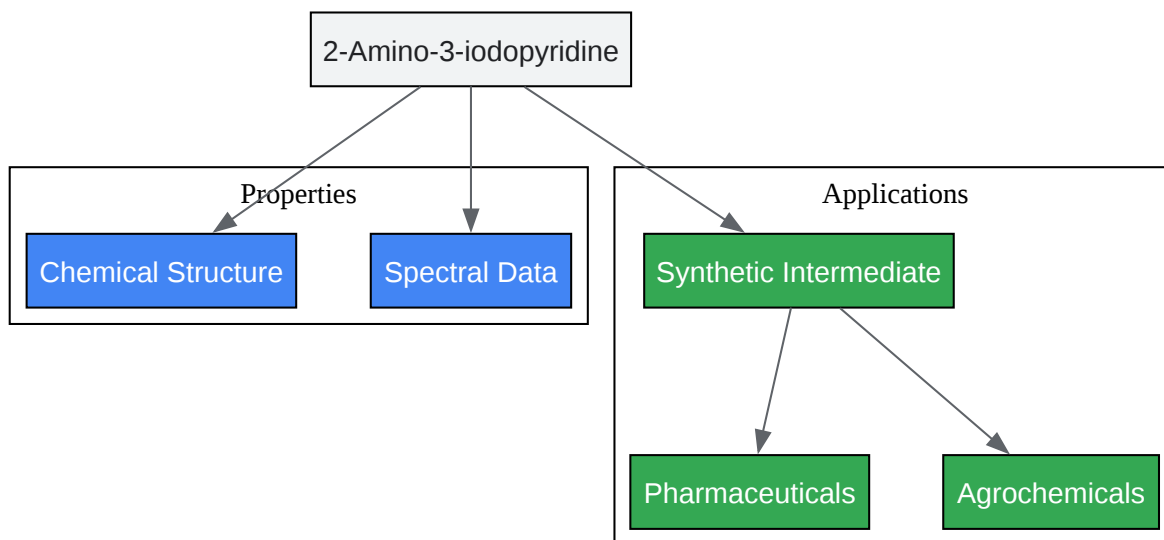 2-Amino-3-iodopyridine
Properties
Applications
Chemical Structure
Spectral Data
Synthetic Intermediate
Pharmaceuticals
Agrochemicals